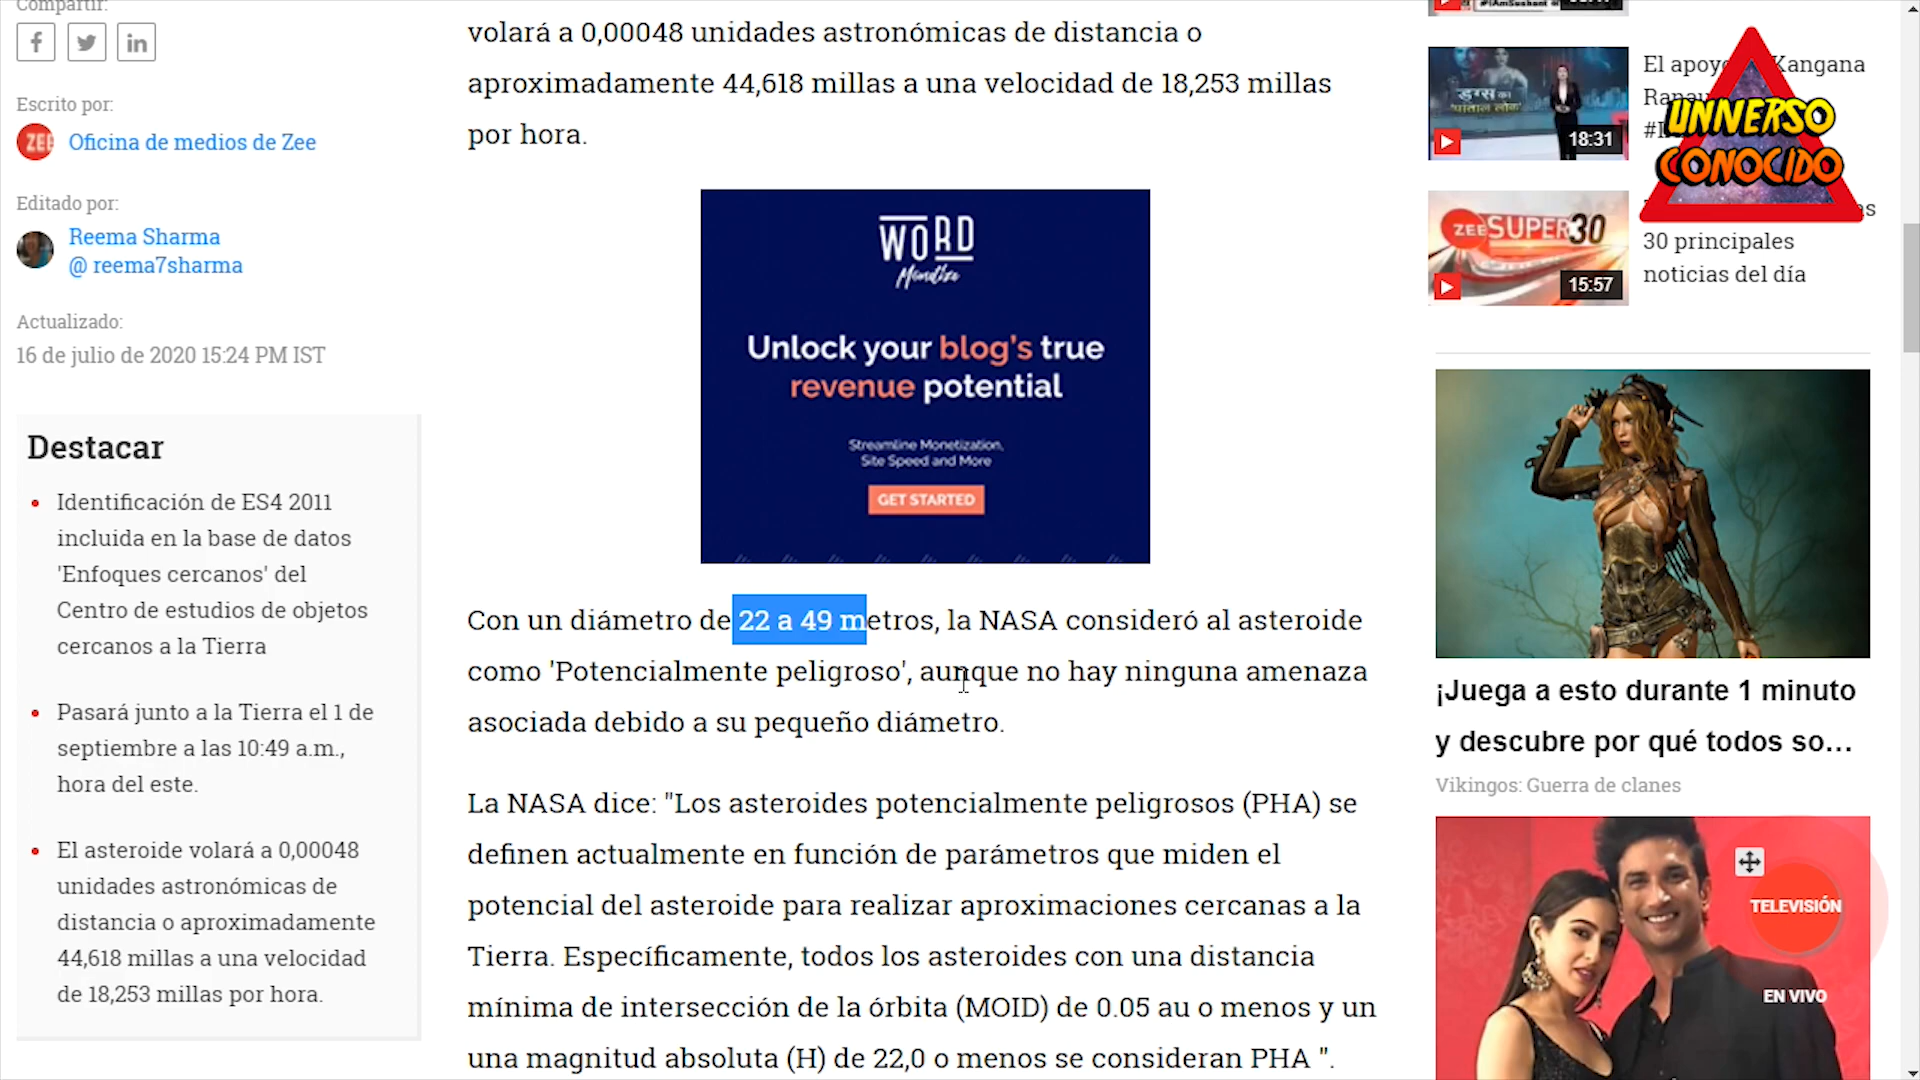 Compartir:
Escrito por:
ZEE
Oficina de medios de Zee
Editado por:
Reema Sharma
@ reema7sharma
Actualizado:
16 de julio de 2020 15:24 PM IST
Destacar
Identificación de ES4 2011
incluida en la base de datos
'Enfoques cercanos' del
Centro de estudios de objetos
cercanos a la Tierra
Pasará junto a la Tierra el 1 de
septiembre a las 10:49 a.m.,
hora del este.
El asteroide volará a 0,00048
unidades astronómicas de
distancia o aproximadamente
44,618 millas a una velocidad
de 18,253 millas por hora.
volará a 0,00048 unidades astronómicas de distancia o
aproximadamente 44,618 millas a una velocidad de 18,253 millas
por hora.
WORD
Monetize
Unlock your blog's true
revenue potential
Streamline Monetization,
Site Speed and More
GET STARTED
Con un diámetro de 22 a 49 metros, la NASA consideró al asteroide
como 'Potencialmente peligroso', aunque no hay ninguna amenaza
asociada debido a su pequeño diámetro.
La NASA dice: "Los asteroides potencialmente peligrosos (PHA) se
definen actualmente en función de parámetros que miden el
potencial del asteroide para realizar aproximaciones cercanas a la
Tierra. Específicamente, todos los asteroides con una distancia
mínima de intersección de la órbita (MOID) de 0.05 au o menos y un
una magnitud absoluta (H) de 22,0 o menos se consideran PHA ".
#IAmSushant
ड्रग्स का
'पाताल लोक'
18:31
El apoyo Kangana
UNIVERSO
CONOCIDO
ZEE SUPER 30
15:57
30 principales
noticias del día
¡Juega a esto durante 1 minuto
y descubre por qué todos so...
Vikingos: Guerra de clanes
TELEVISIÓN
EN VIVO